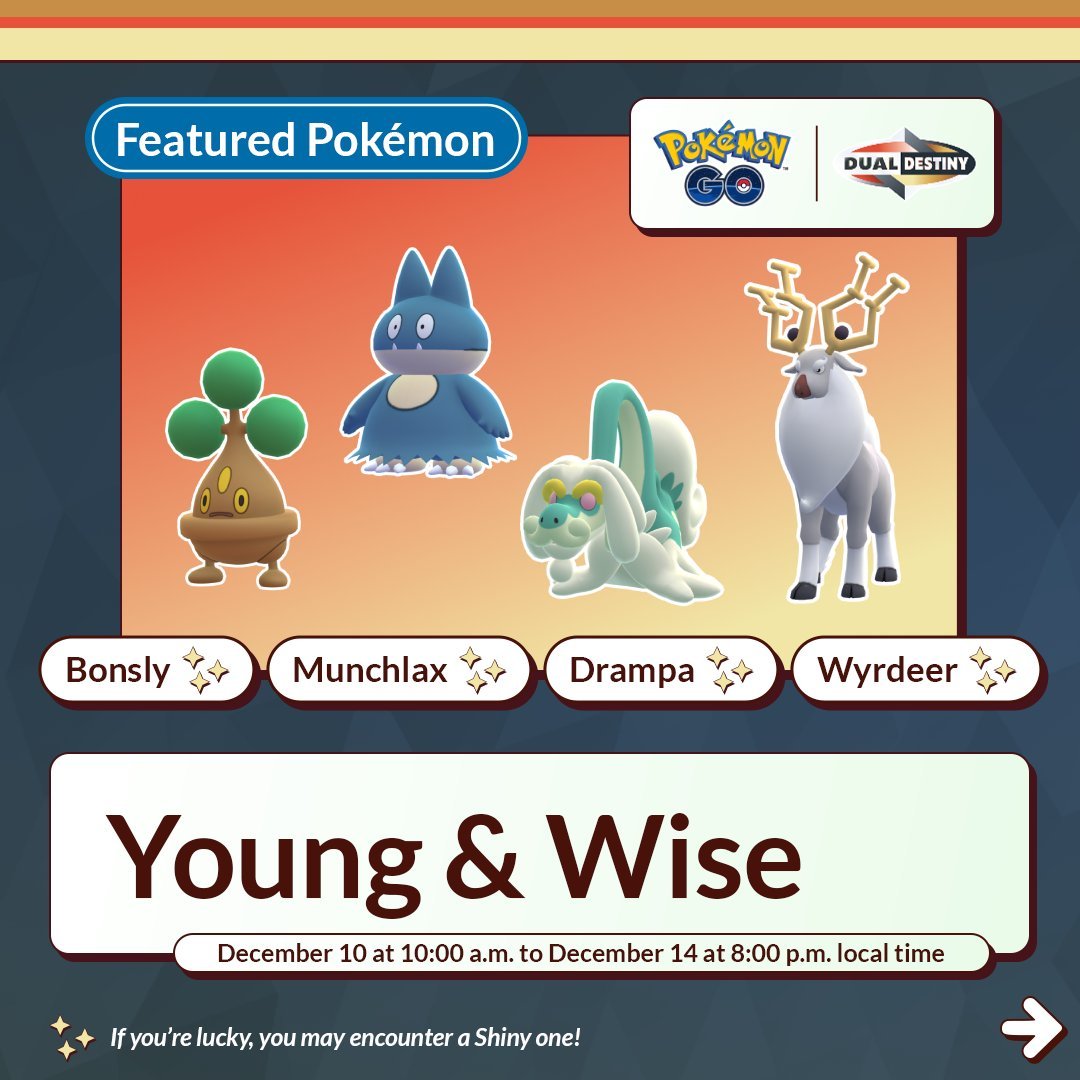 Featured Pokémon
POKéMON
GO
DUAL DESTINY
Bonsly
Munchlax
Drampa
Wyrdeer
Young & Wise
December 10 at 10:00 a.m. to December 14 at 8:00 p.m. local time
If you’re lucky, you may encounter a Shiny one!